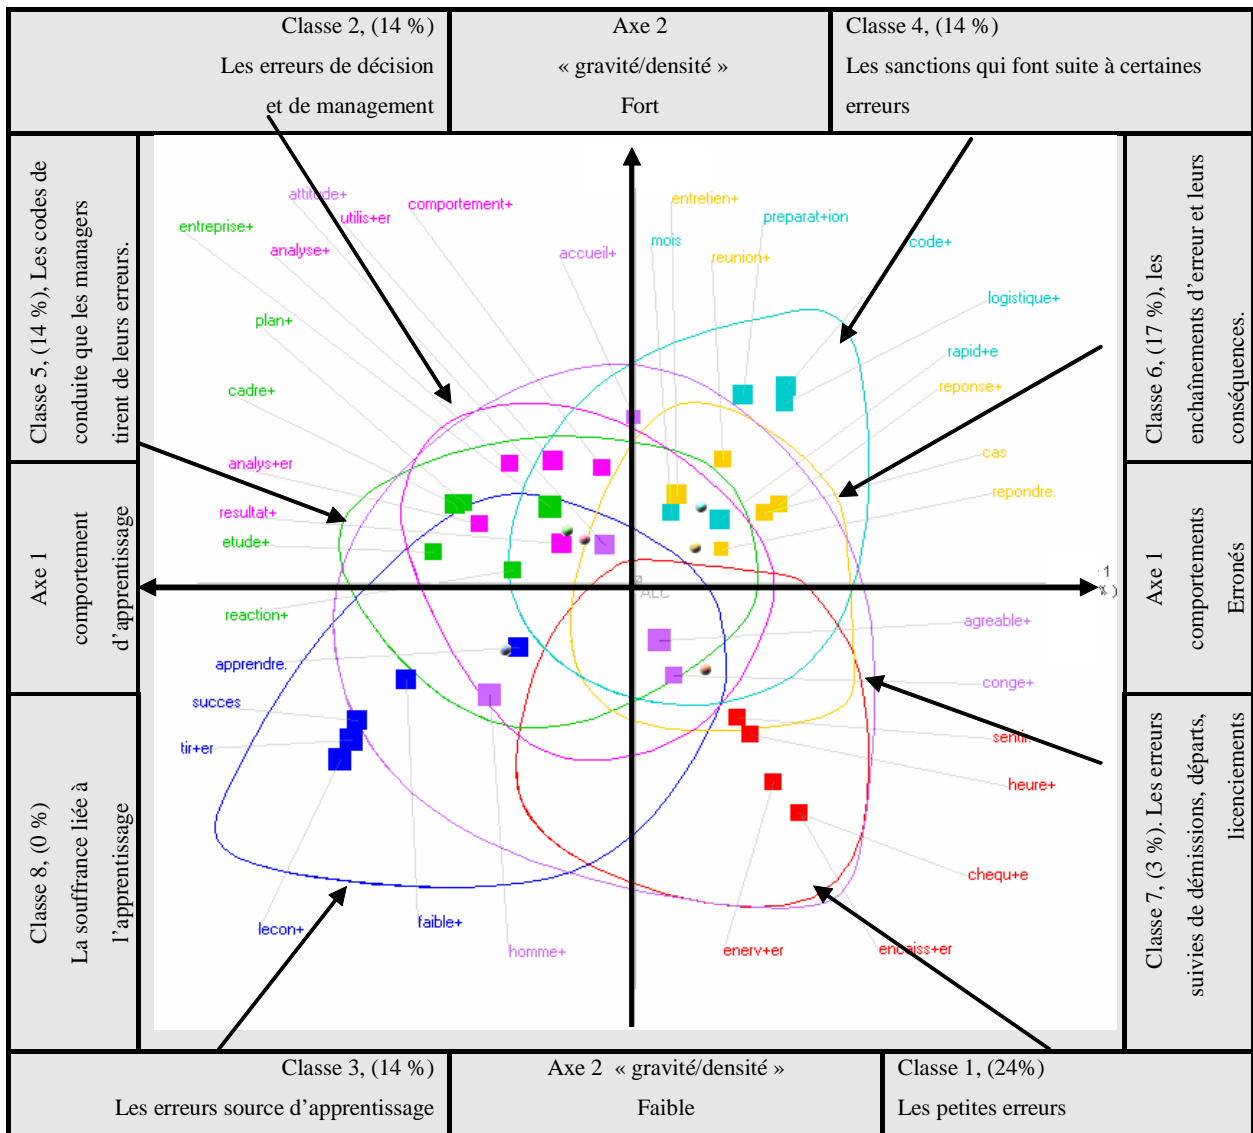 Classe 2, (14 %)
Les erreurs de décision
et de management
Axe 2
« gravité/densité »
Fort
Classe 4, (14 %)
Les sanctions qui font suite à certaines
erreurs
Classe 5, (14 %), Les codes de
conduite que les managers
tirent de leurs erreurs.
Axe 1
comportement
d’apprentissage
Classe 8, (0 %)
La souffrance liée à
l’apprentissage
attitude+
utilis+er
comportement+
entreprise+
analyse+
accueil+
plan+
cadre+
analys+er
resultat+
etude+
reaction+
apprendre.
succes
tir+er
lecon+
faible+
homme+
entretien+
preparat+ion
mois
reunion+
code+
logistique+
rapid+e
reponse+
cas
repondre.
1
%)
agreable+
conge+
sentir.
heure+
chequ+e
enerv+er
encaiss+er
Classe 6, (17 %), les
enchaînements d’erreur et leurs
conséquences.
Axe 1
comportements
Erronés
Classe 7, (3 %). Les erreurs
suivies de démissions, départs,
licenciements
Classe 3, (14 %)
Les erreurs source d’apprentissage
Axe 2 « gravité/densité »
Faible
Classe 1, (24%)
Les petites erreurs